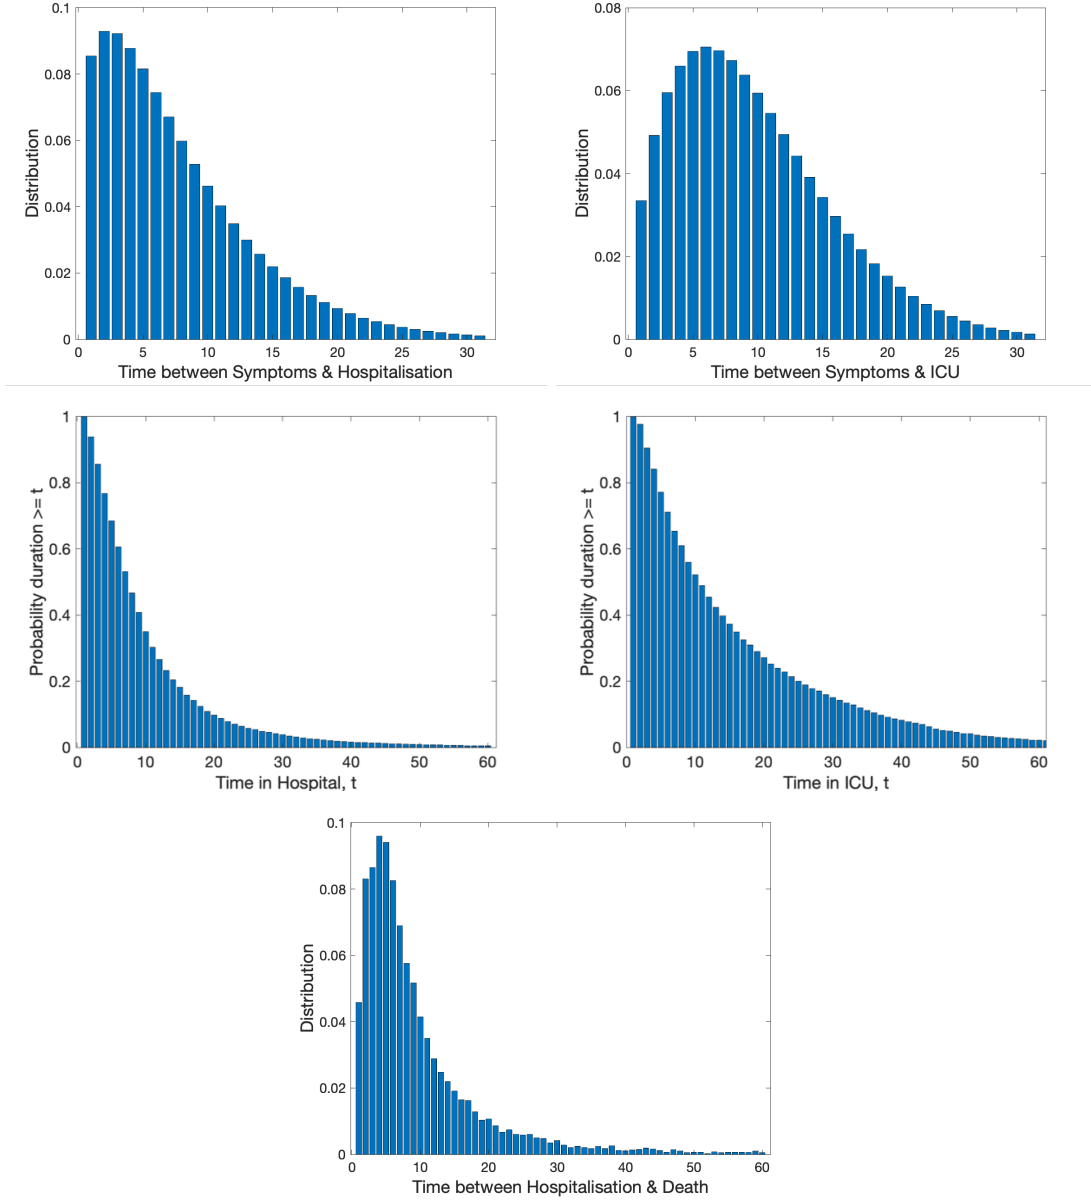 0.1
0.08
0.06
0.04
0.02
0
Distribution
0 5 10 15 20 25 30
Time between Symptoms & Hospitalisation
0.08
0.06
0.04
0.02
0
Distribution
0 5 10 15 20 25 30
Time between Symptoms & ICU
1
0.8
0.6
0.4
0.2
0
Probability duration >= t
0 10 20 30 40 50 60
Time in Hospital, t
1
0.8
0.6
0.4
0.2
0
Probability duration >= t
0 10 20 30 40 50 60
Time in ICU, t
0.1
0.08
0.06
0.04
0.02
0
Distribution
0 10 20 30 40 50 60
Time between Hospitalisation & Death